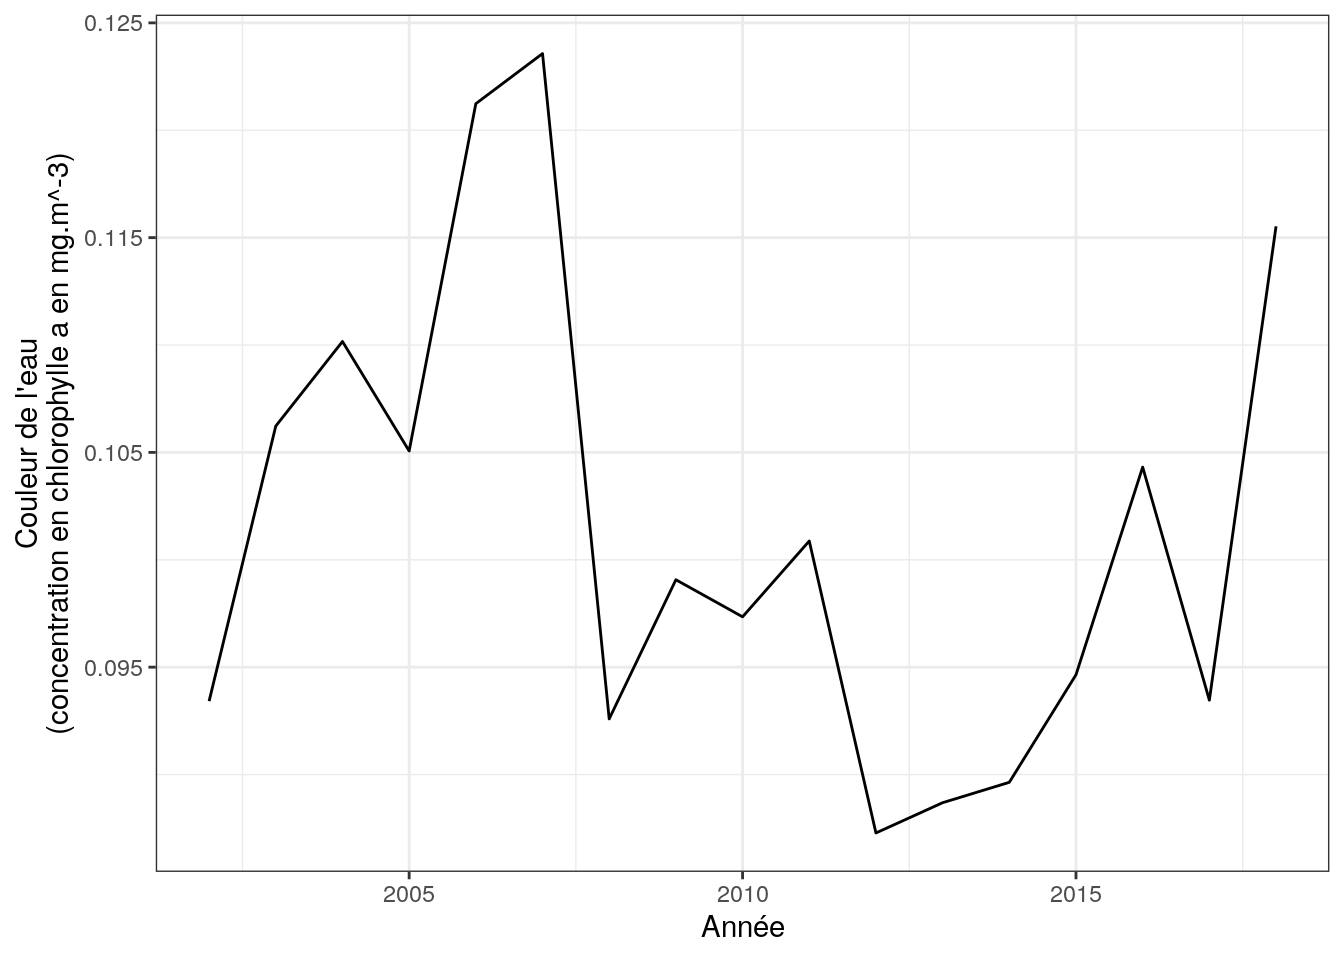 Couleur de l'eau
(concentration en chlorophylle a en mg.m^-3)
0.125
0.115
0.105
0.095
2005 2010 2015
Année